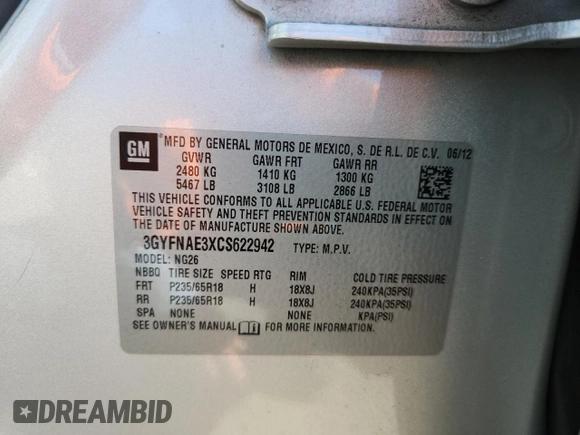 GM
MFD BY GENERAL MOTORS DE MEXICO, S. DE R.L. DE C.V. 06/12
GVWR GAWR FRT GAWR RR
2480 KG 1410 KG 1300 KG
5467 LB 3108 LB 2866 LB
THIS VEHICLE CONFORMS TO ALL APPLICABLE U.S. FEDERAL MOTOR
VEHICLE SAFETY AND THEFT PREVENTION STANDARDS IN EFFECT ON
THE DATE OF MANUFACTURE SHOWN ABOVE.
3GYFNAE3XCS622942 TYPE: M.P.V.
MODEL: NG26
NBBQ TIRE SIZE SPEED RTG RIM COLD TIRE PRESSURE
FRT P235/65R18 H 18X8J 240KPA(35PSI)
RR P235/65R18 H 18X8J 240KPA(35PSI)
SPA NONE NONE KPA(PSI)
SEE OWNER'S MANUAL FOR MORE INFORMATION.
DREAMBID